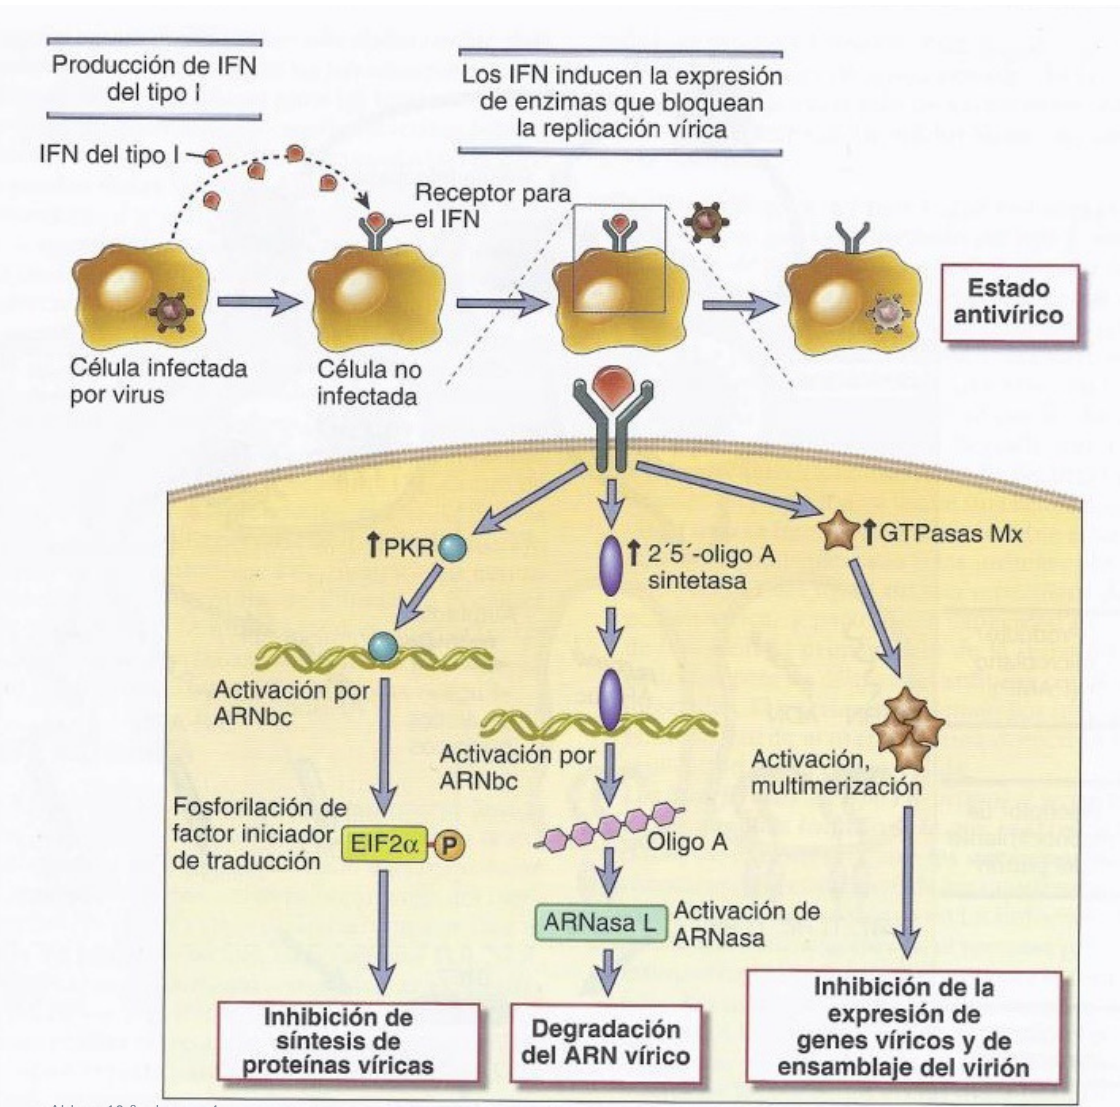 Producción de IFN
del tipo I
Los IFN inducen la expresión
de enzimas que bloquean
la replicación vírica
IFN del tipo I
Receptor para
el IFN
Célula infectada
por virus
Célula no
infectada
Estado
antivírico
↑PKR
↑ 2´5´-oligo A
sintetasa
↑GTPasas Mx
Activación por
ARNbc
Activación por
ARNbc
Activación,
multimerización
Fosforilación de
factor iniciador
de traducción
EIF2α
P
Oligo A
ARNasa L
Activación de
ARNasa
Inhibición de
síntesis de
proteínas víricas
Degradación
del ARN vírico
Inhibición de la
expresión de
genes víricos y de
ensamblaje del virión